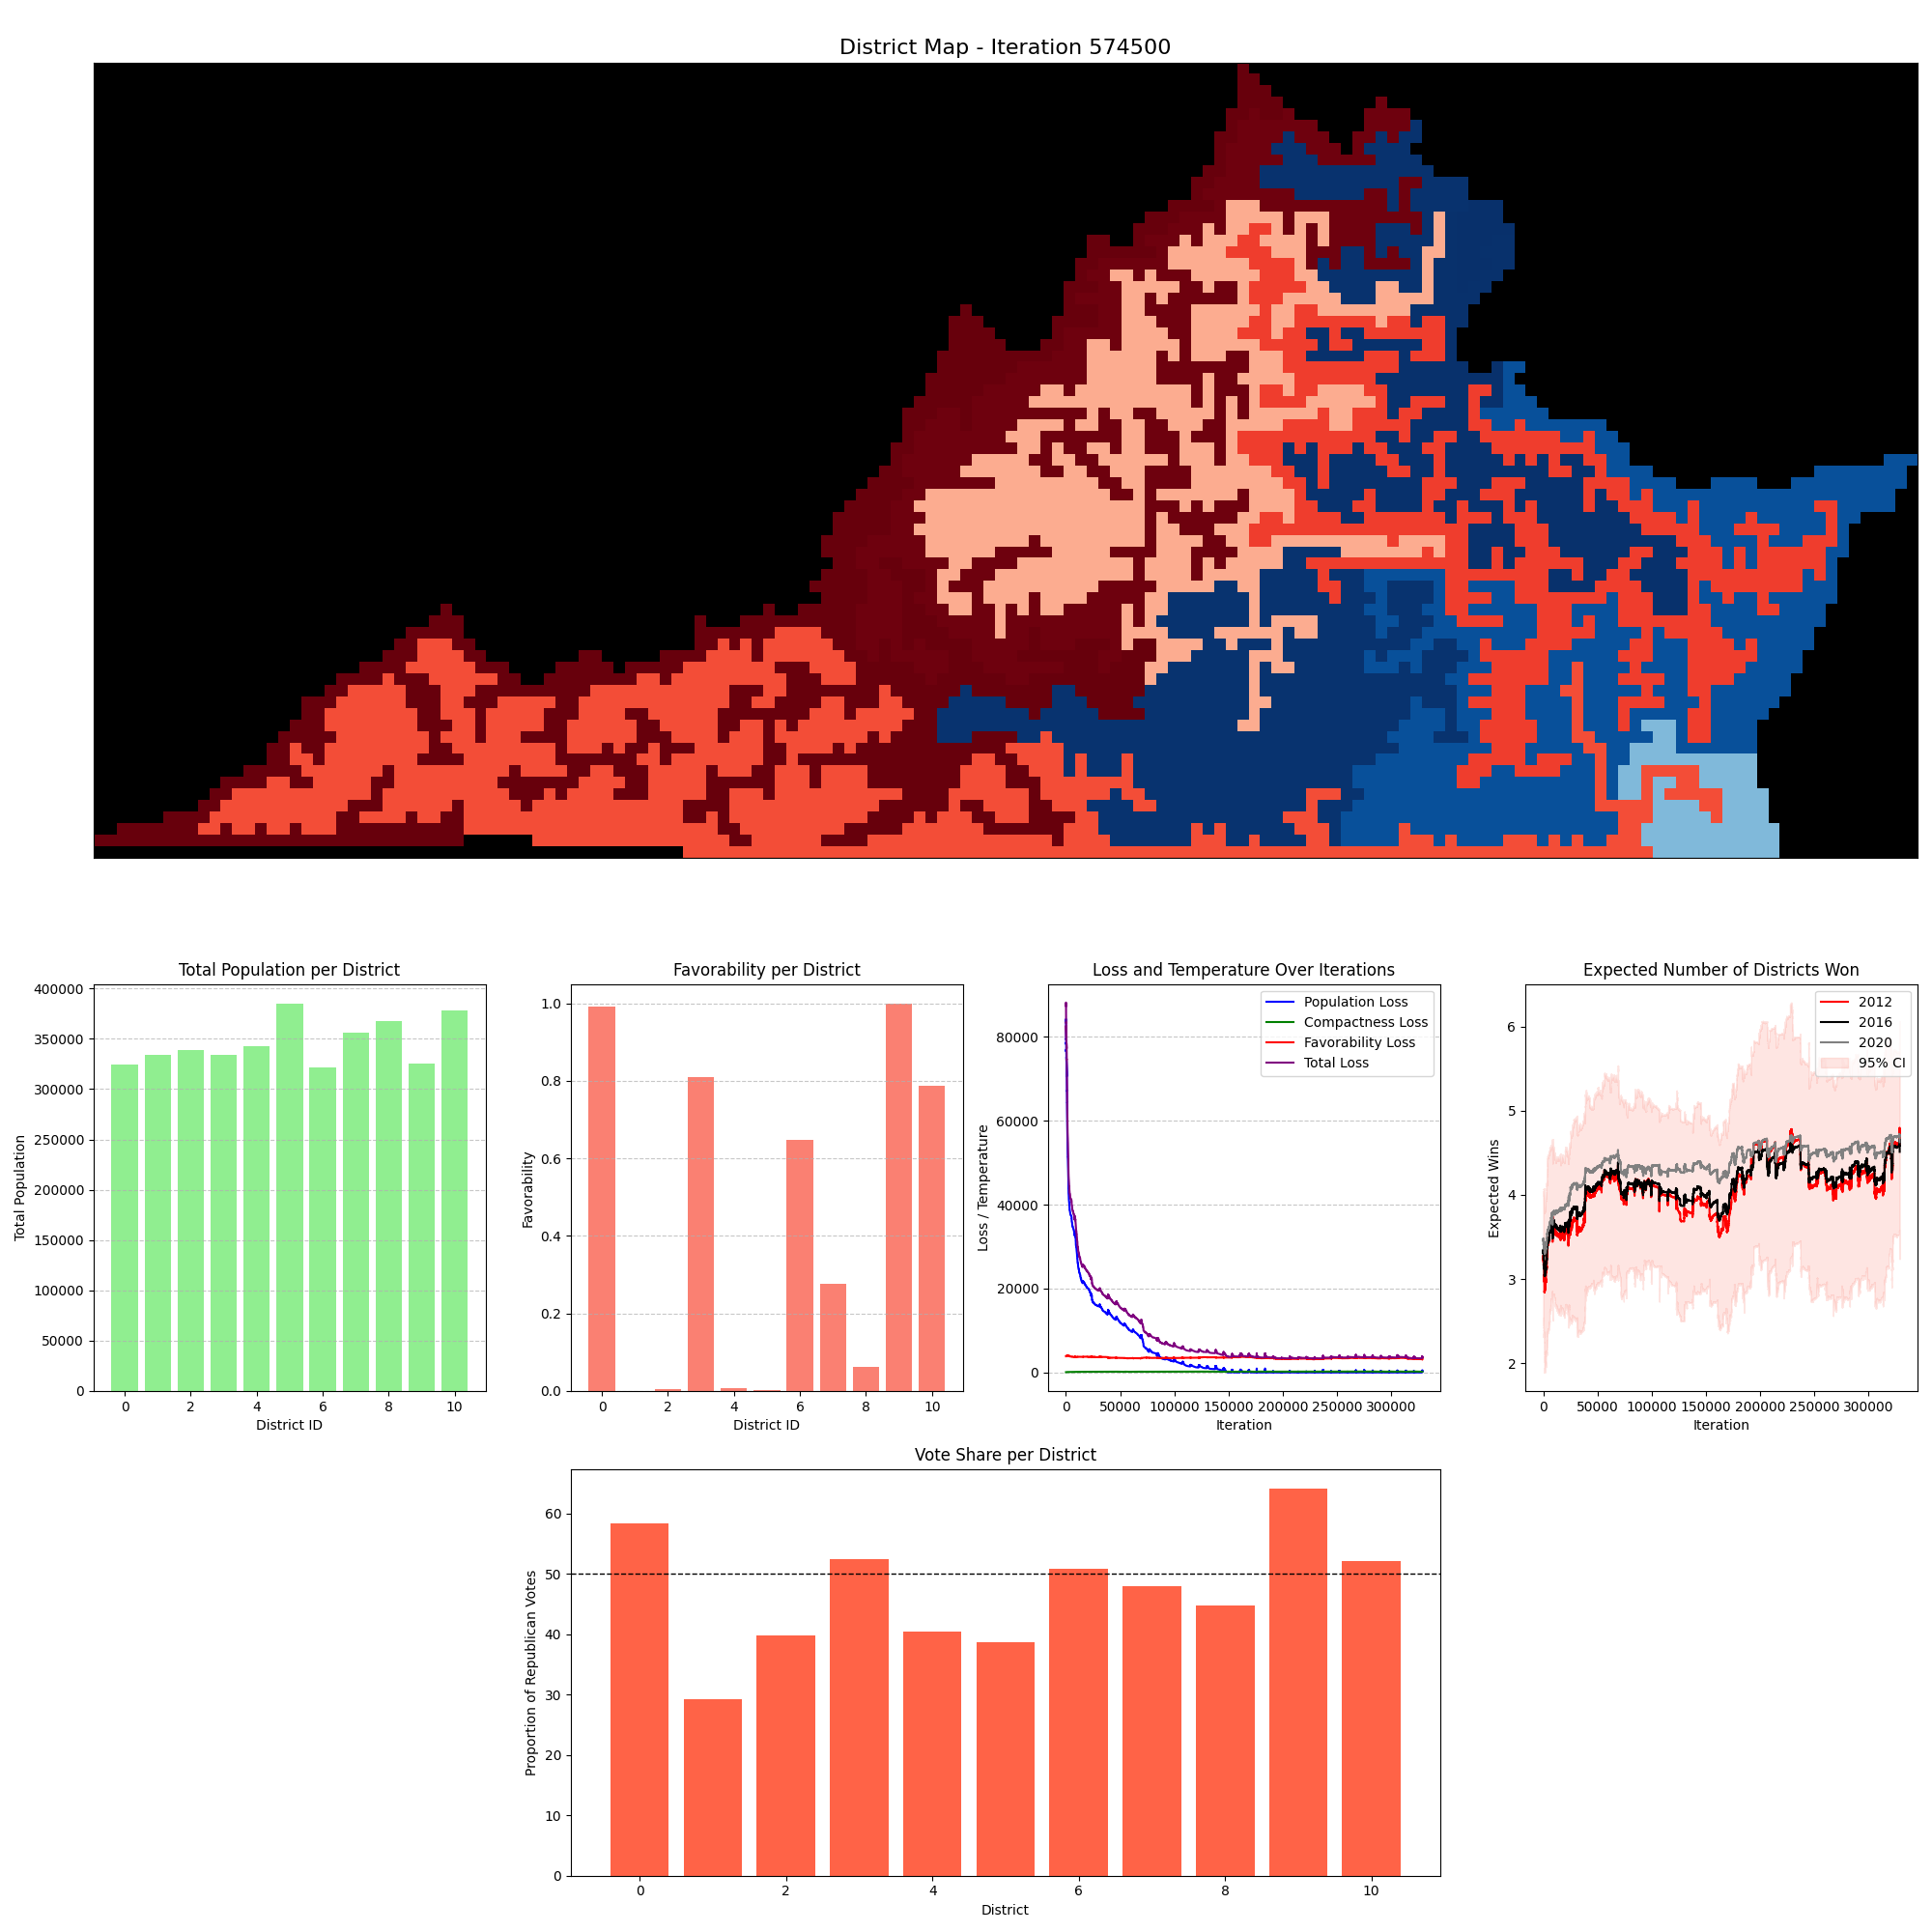 District Map - Iteration 574500
Total Population per District
Total Population
400000
350000
300000
250000
200000
150000
100000
50000
0
0 2 4 6 8 10
District ID
Favorability per District
Favorability
1.0
0.8
0.6
0.4
0.2
0.0
0 2 4 6 8 10
District ID
Loss and Temperature Over Iterations
Loss / Temperature
80000
60000
40000
20000
0
Population Loss
Compactness Loss
Favorability Loss
Total Loss
0 50000 100000 150000 200000 250000 300000
Iteration
Expected Number of Districts Won
Expected Wins
6
5
4
3
2
2012
2016
2020
95% CI
0 50000 100000 150000 200000 250000 300000
Iteration
Vote Share per District
Proportion of Republican Votes
60
50
40
30
20
10
0
0 2 4 6 8 10
District